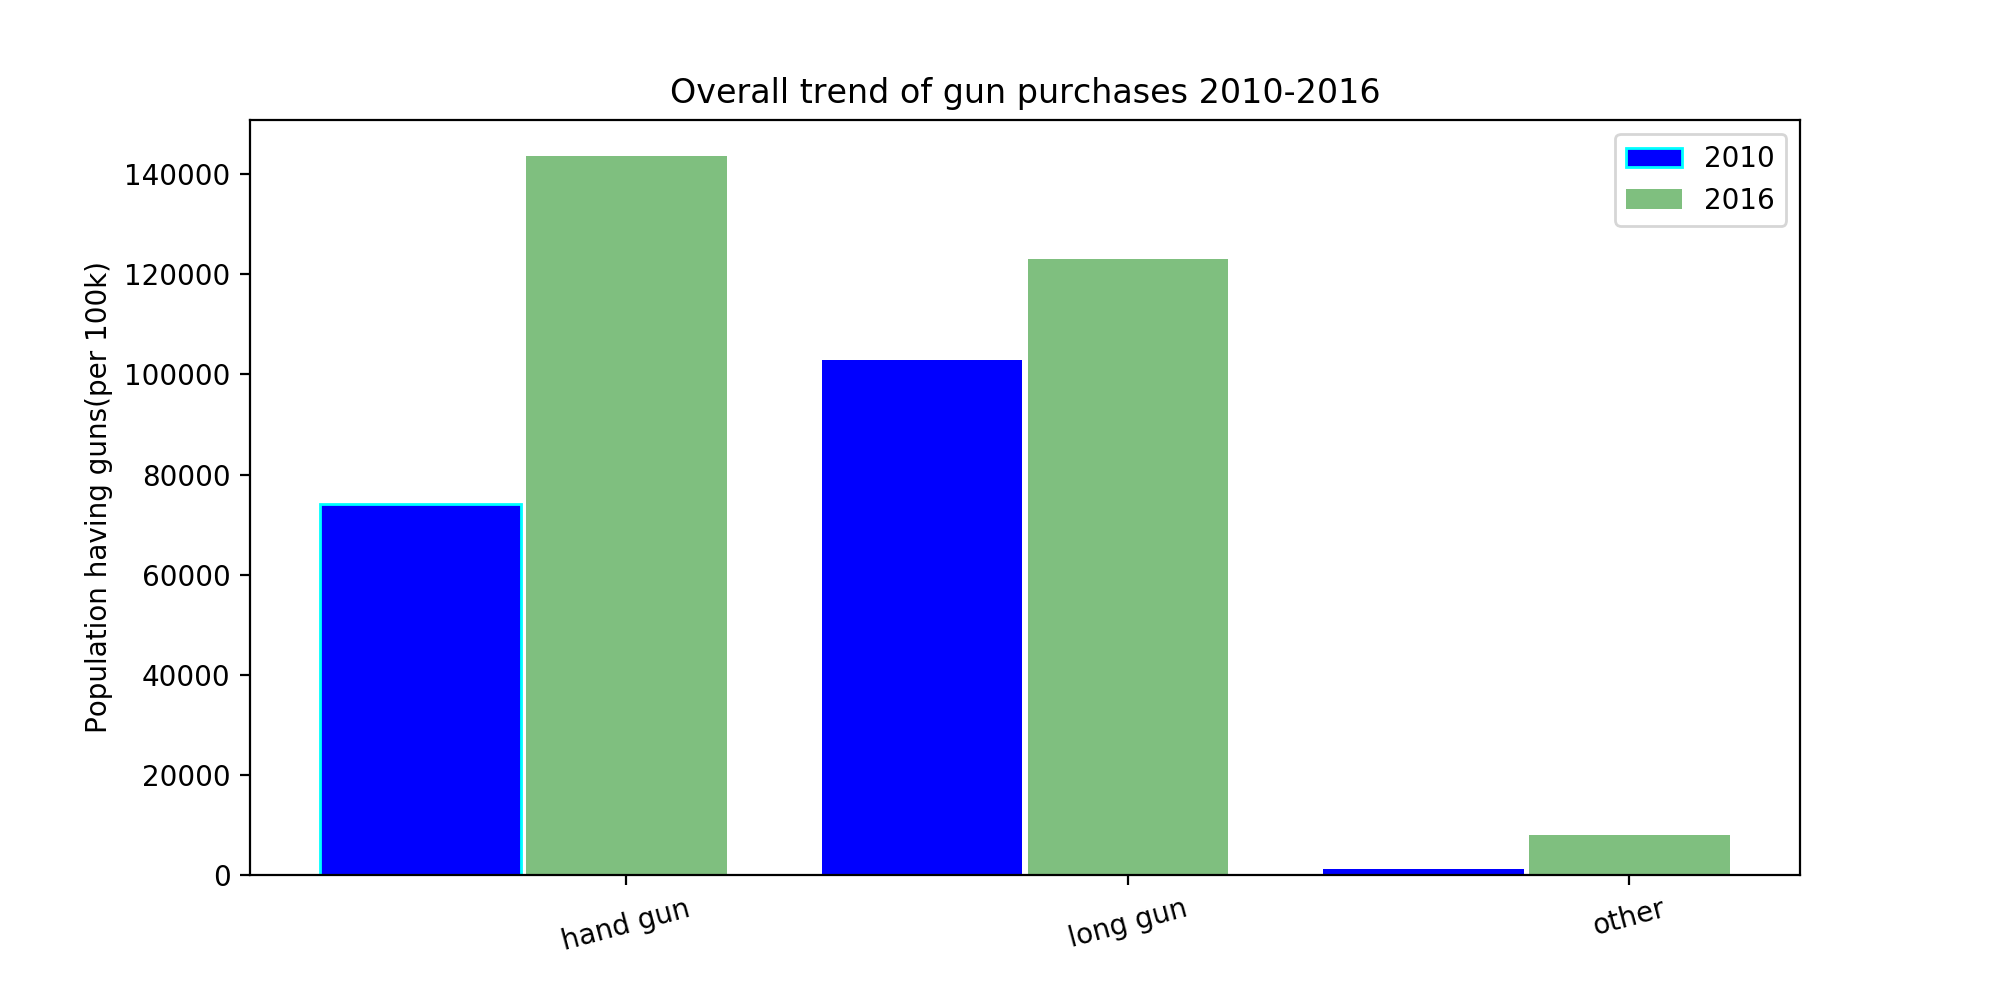 Overall trend of gun purchases 2010-2016
2010
2016
Population having guns(per 100k)
140000
120000
100000
80000
60000
40000
20000
0
hand gun
long gun
other